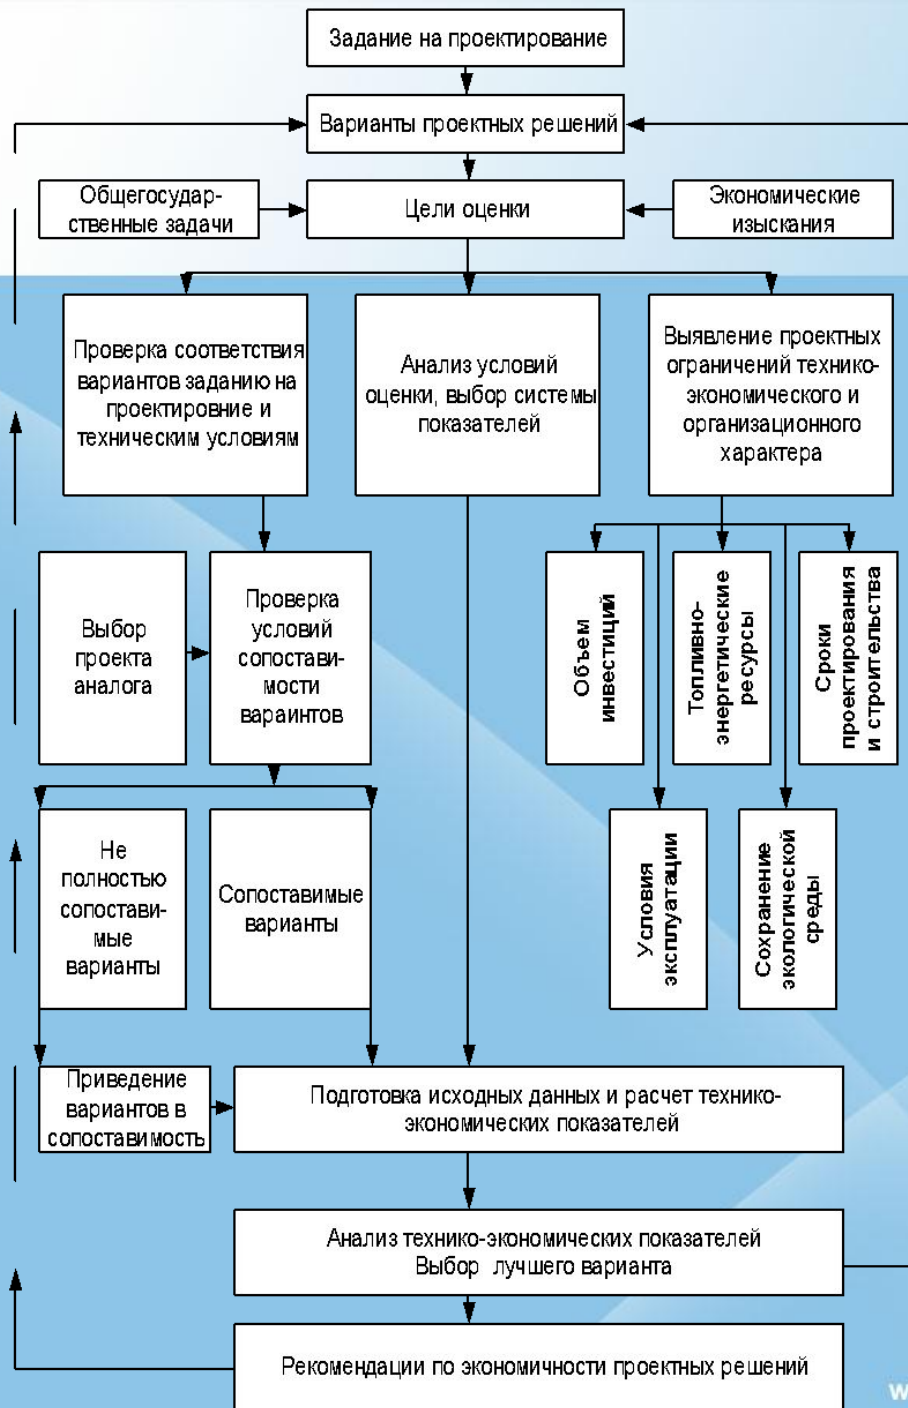 Задание на проектирование
Варианты проектных решений
Общегосудар-
ственные задачи
Цели оценки
Экономические
изыскания
Проверка соответствия
вариантов заданию на
проектировние и
техническим условиям
Анализ условий
оценки, выбор системы
показателей
Выявление проектных
ограничений технико-
экономического и
организационного
характера
Выбор
проекта
аналога
Проверка
условий
сопостави-
мости
вараинтов
Объем
инвестиций
Топливно-
энергетические
ресурсы
Сроки
проектирования
и строительства
Не
полностью
сопостави-
мые
варианты
Сопоставимые
варианты
Условия
эксплуатации
Сохранение
экологической
среды
Приведение
вариантов в
сопоставимость
Подготовка исходных данных и расчет технико-
экономических показателей
Анализ технико-экономических показателей
Выбор лучшего варианта
Рекомендации по экономичности проектных решений
w